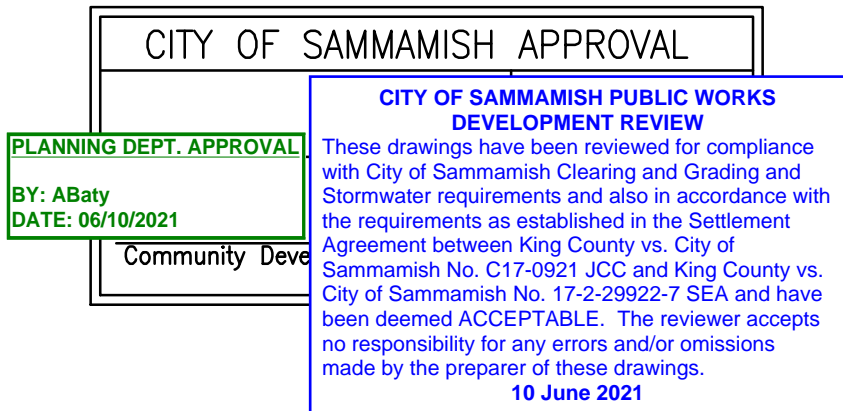 CITY OF SAMMAMISH APPROVAL
PLANNING DEPT. APPROVAL
BY: ABaty
DATE: 06/10/2021
Community Deve
CITY OF SAMMAMISH PUBLIC WORKS
DEVELOPMENT REVIEW
These drawings have been reviewed for compliance
with City of Sammamish Clearing and Grading and
Stormwater requirements and also in accordance with
the requirements as established in the Settlement
Agreement between King County vs. City of
Sammamish No. C17-0921 JCC and King County vs.
City of Sammamish No. 17-2-29922-7 SEA and have
been deemed ACCEPTABLE.  The reviewer accepts
no responsibility for any errors and/or omissions
made by the preparer of these drawings.
10 June 2021